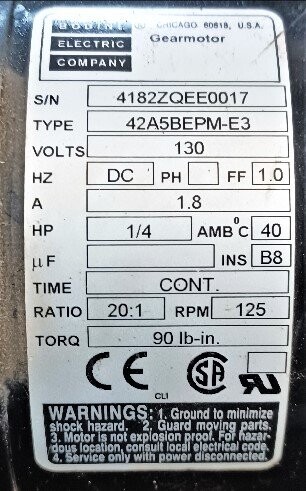 CHICAGO 60618, U.S.A.
ELECTRIC Gearmotor
COMPANY
S/N 4182ZQEE0017
TYPE 42A5BEPM-E3
VOLTS 130
HZ DC PH FF 1.0
A 1.8
HP 1/4 AMB°C 40
µF INS B8
TIME CONT.
RATIO 20:1 RPM 125
TORQ 90 lb-in.
CE SA UR
CLI
WARNINGS: 1. Ground to minimize
shock hazard. 2. Guard moving parts.
3. Motor is not explosion proof. For hazar-
dous location, consult local electrical code.
4. Service only with power disconnected.